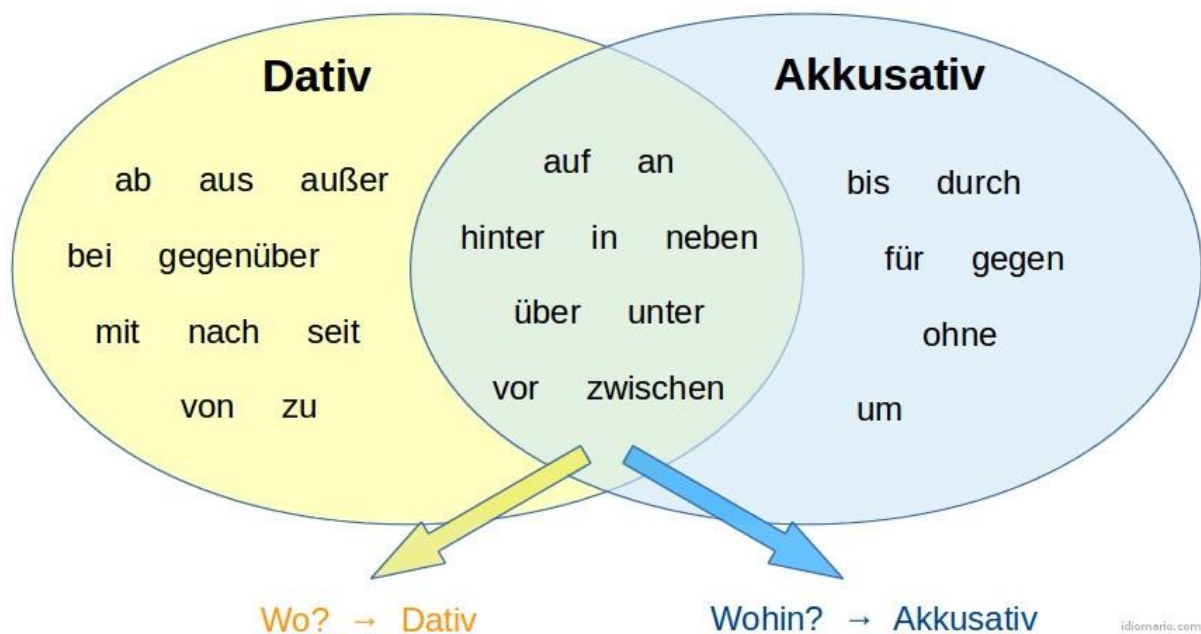 Dativ
Akkusativ
ab aus außer
bei gegenüber
mit nach seit
von zu
auf an
hinter in neben
über unter
vor zwischen
bis durch
für gegen
ohne
um
Wo? → Dativ
Wohin? → Akkusativ
idiomario.com